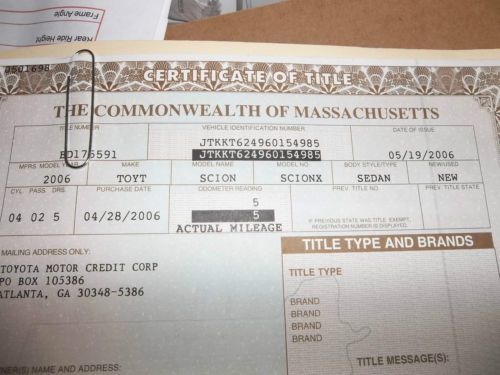 Frame Angle
Rear Ride Height
CERTIFICATE OF TITLE
THE COMMONWEALTH OF MASSACHUSETTS
TITLE NUMBER VEHICLE IDENTIFICATION NUMBER DATE OF ISSUE
BD176591 JTKKT624960154985 05/19/2006
JTKKT624960154985
MFRS. MODEL YEAR MAKE MODEL NAME MODEL NO. BODY STYLE/TYPE NEW/USED
2006 TOYT SCION SCIONX SEDAN NEW
CYL. PASS. DRS. PURCHASE DATE ODOMETER READING PREV. TITLE NO. PREV. TITLE STATE
04 02 5 04/28/2006 5
5
ACTUAL MILEAGE
IF PREVIOUS STATE WAS TITLE EXEMPT, REGISTRATION NUMBER IS DISPLAYED.
MAILING ADDRESS ONLY:
TOYOTA MOTOR CREDIT CORP
PO BOX 105386
ATLANTA, GA 30348-5386
TITLE TYPE AND BRANDS
TITLE TYPE
BRAND
BRAND
BRAND
BRAND
TITLE MESSAGE(S):
NAME AND ADDRESS: